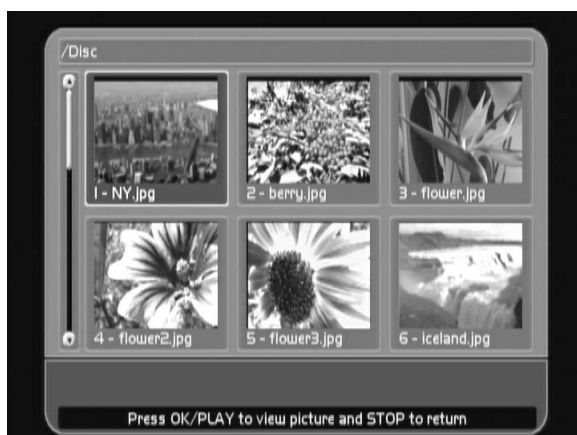 /Disc
1 - NY.jpg
2 - berry.jpg
3 - flower.jpg
4 - flower2.jpg
5 - flower3.jpg
6 - iceland.jpg
Press OK/PLAY to view picture and STOP to return